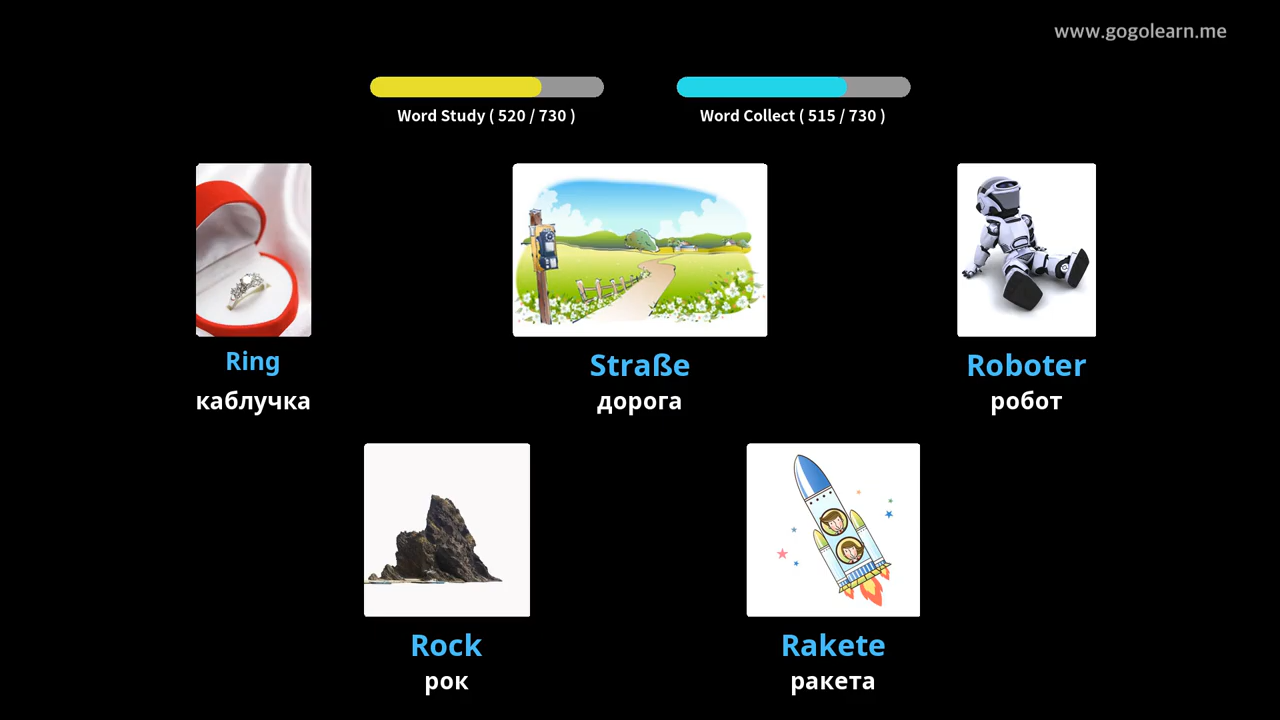 www.gogolearn.me
Word Study ( 520 / 730 )
Word Collect ( 515 / 730 )
Ring
каблучка
Straße
дорога
Roboter
робот
Rock
рок
Rakete
ракета